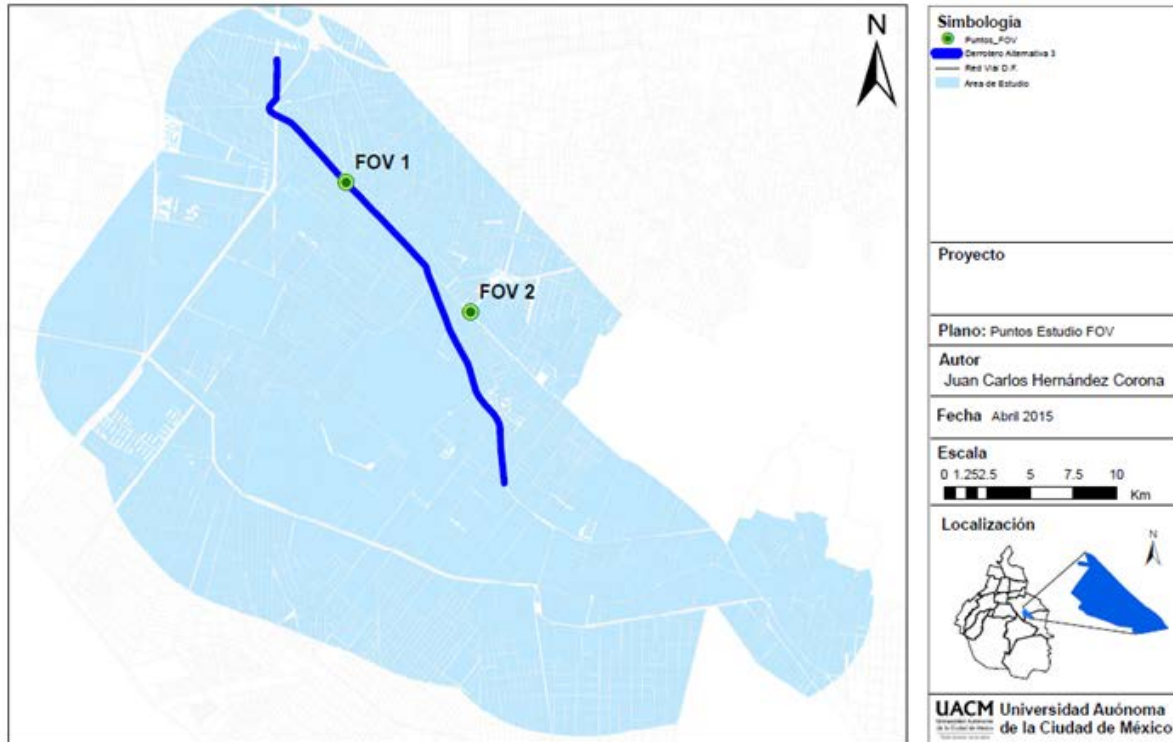 FOV 1
FOV 2
N
Simbología
Puntos_FOV
Derrotero Alternativa 3
Red Vial D.F.
Área de Estudio
Proyecto
Plano: Puntos Estudio FOV
Autor
Juan Carlos Hernández Corona
Fecha Abril 2015
Escala
0 1.252.5 5 7.5 10
Km
Localización
N
UACM Universidad Autónoma
de la Ciudad de México